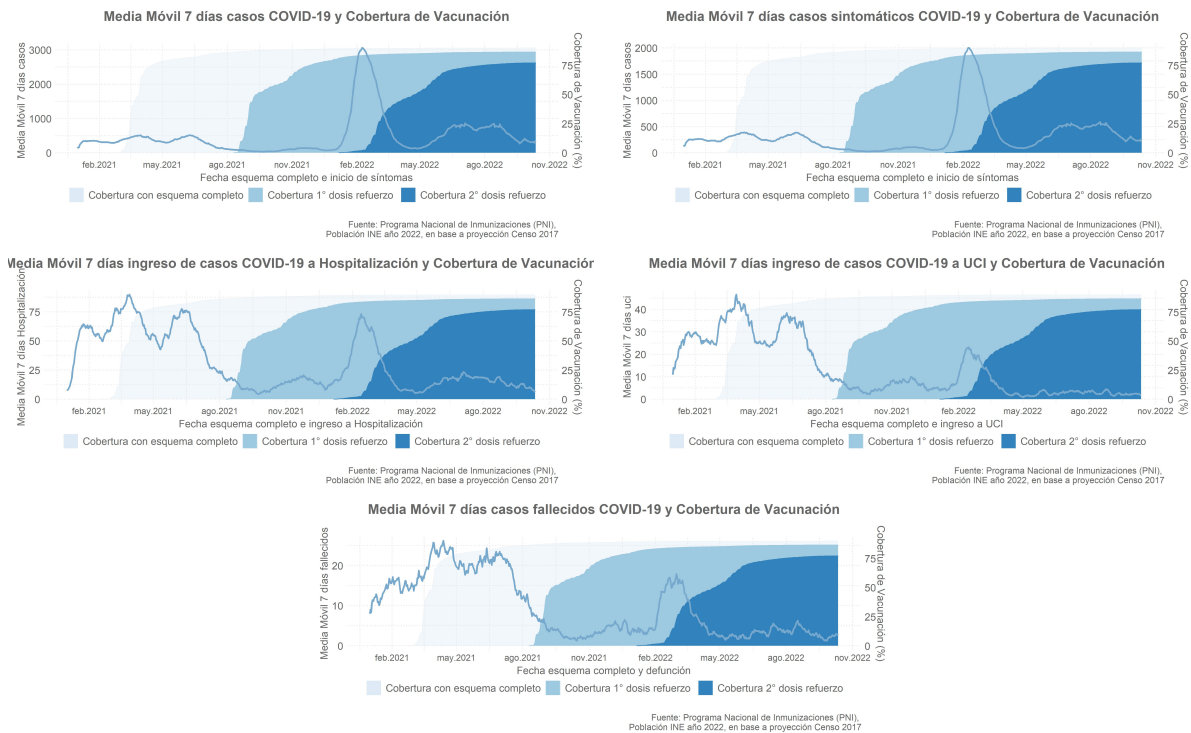 Media Móvil 7 días casos COVID-19 y Cobertura de Vacunación
Media Móvil 7 días casos
Cobertura de Vacunación (%)
3000
2000
1000
0
75
50
25
0
feb.2021 may.2021 ago.2021 nov.2021 feb.2022 may.2022 ago.2022 nov.2022
Fecha esquema completo e inicio de síntomas
Cobertura con esquema completo Cobertura 1° dosis refuerzo Cobertura 2° dosis refuerzo
Fuente: Programa Nacional de Inmunizaciones (PNI),
Población INE año 2022, en base a proyección Censo 2017
Media Móvil 7 días casos sintomáticos COVID-19 y Cobertura de Vacunación
Media Móvil 7 días casos
Cobertura de Vacunación (%)
2000
1500
1000
500
0
75
50
25
0
feb.2021 may.2021 ago.2021 nov.2021 feb.2022 may.2022 ago.2022 nov.2022
Fecha esquema completo e inicio de síntomas
Cobertura con esquema completo Cobertura 1° dosis refuerzo Cobertura 2° dosis refuerzo
Fuente: Programa Nacional de Inmunizaciones (PNI),
Población INE año 2022, en base a proyección Censo 2017
Media Móvil 7 días ingreso de casos COVID-19 a Hospitalización y Cobertura de Vacunación
Media Móvil 7 días Hospitalización
Cobertura de Vacunación (%)
75
50
25
0
75
50
25
0
feb.2021 may.2021 ago.2021 nov.2021 feb.2022 may.2022 ago.2022 nov.2022
Fecha esquema completo e ingreso a Hospitalización
Cobertura con esquema completo Cobertura 1° dosis refuerzo Cobertura 2° dosis refuerzo
Fuente: Programa Nacional de Inmunizaciones (PNI),
Población INE año 2022, en base a proyección Censo 2017
Media Móvil 7 días ingreso de casos COVID-19 a UCI y Cobertura de Vacunación
Media Móvil 7 días uci
Cobertura de Vacunación (%)
40
30
20
10
0
75
50
25
0
feb.2021 may.2021 ago.2021 nov.2021 feb.2022 may.2022 ago.2022 nov.2022
Fecha esquema completo e ingreso a UCI
Cobertura con esquema completo Cobertura 1° dosis refuerzo Cobertura 2° dosis refuerzo
Fuente: Programa Nacional de Inmunizaciones (PNI),
Población INE año 2022, en base a proyección Censo 2017
Media Móvil 7 días casos fallecidos COVID-19 y Cobertura de Vacunación
Media Móvil 7 días fallecidos
Cobertura de Vacunación (%)
20
10
0
75
50
25
0
feb.2021 may.2021 ago.2021 nov.2021 feb.2022 may.2022 ago.2022 nov.2022
Fecha esquema completo y defunción
Cobertura con esquema completo Cobertura 1° dosis refuerzo Cobertura 2° dosis refuerzo
Fuente: Programa Nacional de Inmunizaciones (PNI),
Población INE año 2022, en base a proyección Censo 2017